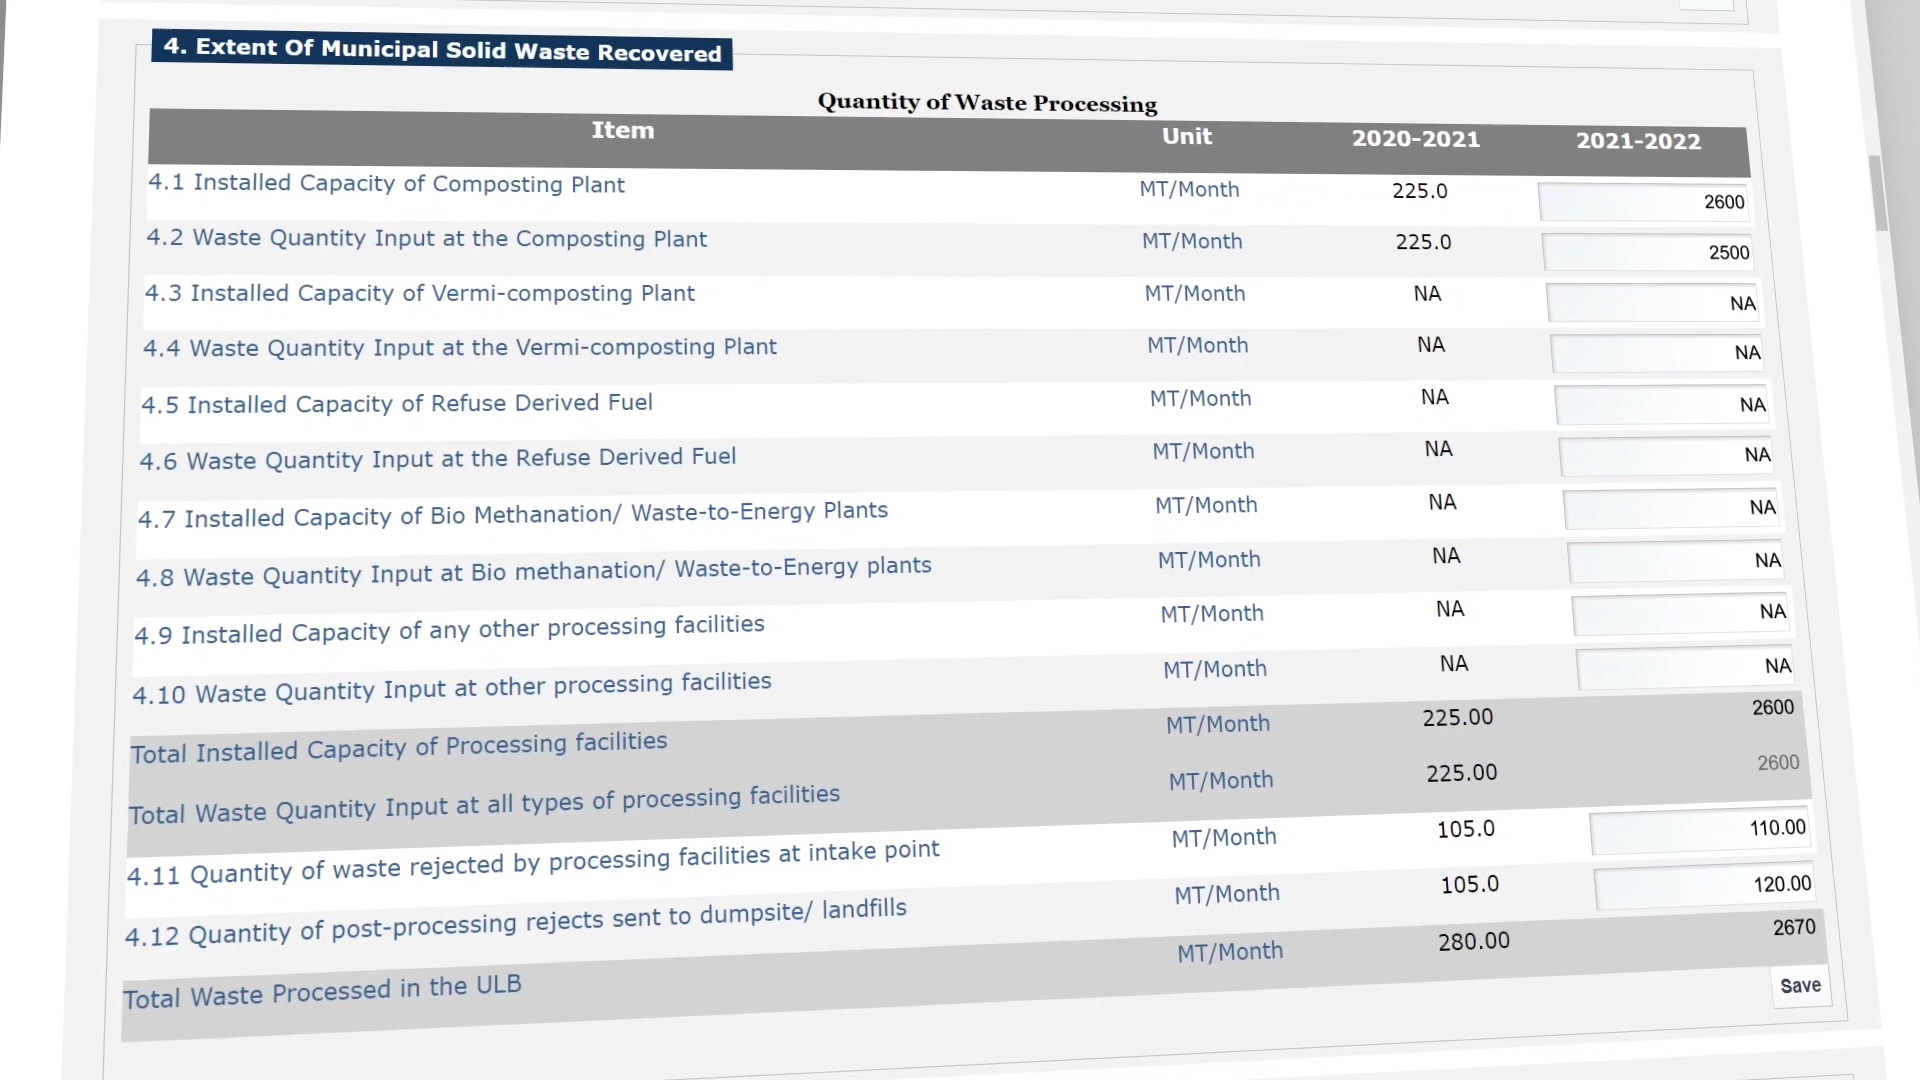 4. Extent Of Municipal Solid Waste Recovered
Quantity of Waste Processing
Item Unit 2020-2021 2021-2022
4.1 Installed Capacity of Composting Plant MT/Month 225.0 2600
4.2 Waste Quantity Input at the Composting Plant MT/Month 225.0 2500
4.3 Installed Capacity of Vermi-composting Plant MT/Month NA NA
4.4 Waste Quantity Input at the Vermi-composting Plant MT/Month NA NA
4.5 Installed Capacity of Refuse Derived Fuel MT/Month NA NA
4.6 Waste Quantity Input at the Refuse Derived Fuel MT/Month NA NA
4.7 Installed Capacity of Bio Methanation/ Waste-to-Energy Plants MT/Month NA NA
4.8 Waste Quantity Input at Bio methanation/ Waste-to-Energy plants MT/Month NA NA
4.9 Installed Capacity of any other processing facilities MT/Month NA NA
4.10 Waste Quantity Input at other processing facilities MT/Month NA NA
Total Installed Capacity of Processing facilities MT/Month 225.00 2600
Total Waste Quantity Input at all types of processing facilities MT/Month 225.00 2600
4.11 Quantity of waste rejected by processing facilities at intake point MT/Month 105.0 110.00
4.12 Quantity of post-processing rejects sent to dumpsite/ landfills MT/Month 105.0 120.00
Total Waste Processed in the ULB MT/Month 280.00 2670
Save